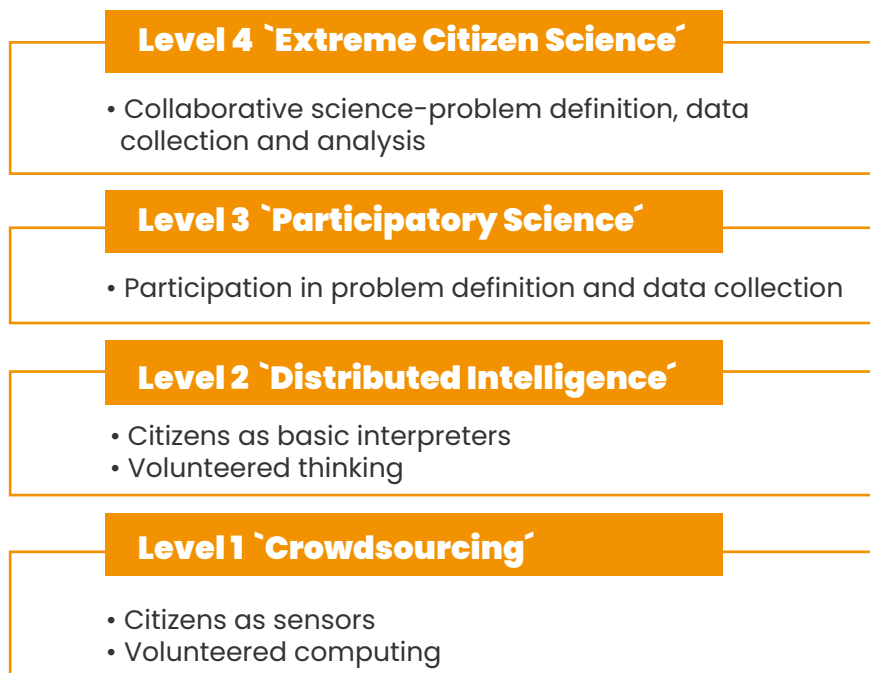 Level 4 `Extreme Citizen Science´
• Collaborative science-problem definition, data
collection and analysis
Level 3 `Participatory Science´
• Participation in problem definition and data collection
Level 2 `Distributed Intelligence´
• Citizens as basic interpreters
• Volunteered thinking
Level 1 `Crowdsourcing´
• Citizens as sensors
• Volunteered computing